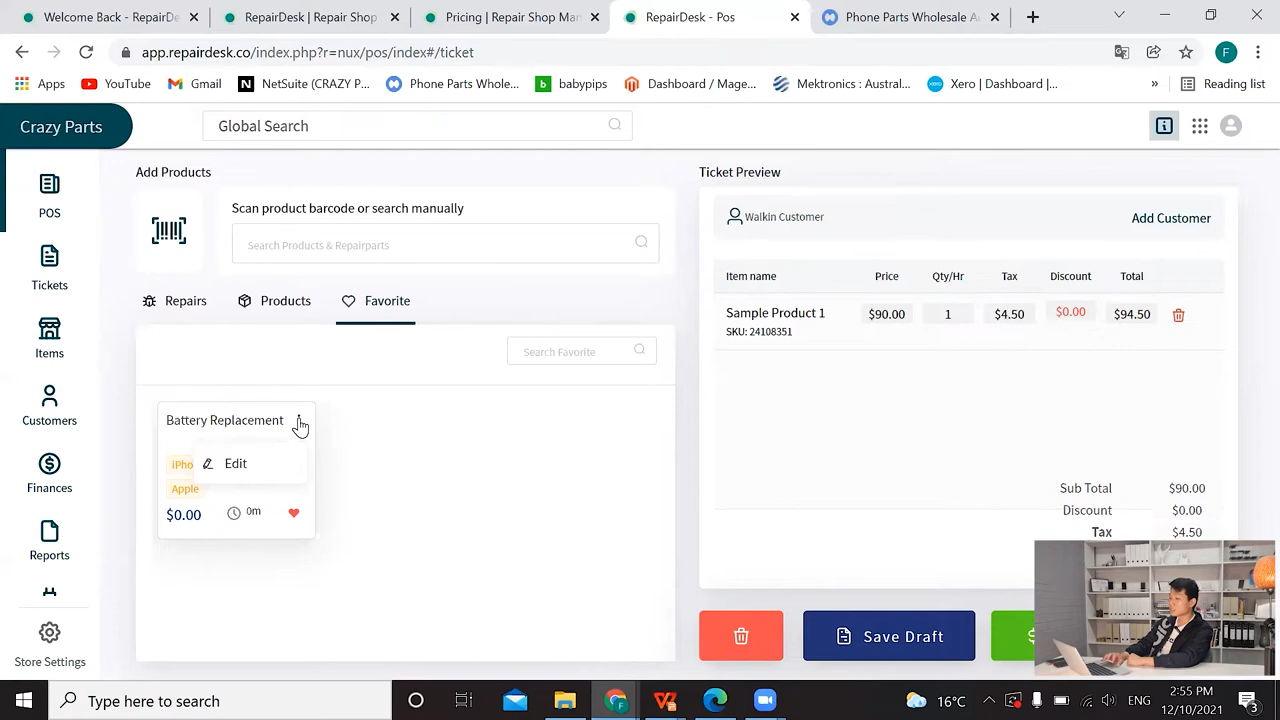 Welcome Back - RepairDe
RepairDesk | Repair Shop
Pricing | Repair Shop Man
RepairDesk - Pos
Phone Parts Wholesale Au
app.repairdesk.co/index.php?r=nux/pos/index#/ticket
F
Apps
YouTube
Gmail
NetSuite (CRAZY P...
Phone Parts Whole...
babypips
Dashboard / Mage...
Mektronics : Austral...
Xero | Dashboard |...
»
Reading list
Crazy Parts
Global Search
POS
Tickets
Items
Customers
Finances
Reports
Store Settings
Add Products
Scan product barcode or search manually
Search Products & Repairparts
Repairs
Products
Favorite
Search Favorite
Battery Replacement
iPho
Edit
Apple
$0.00
0m
Ticket Preview
Walkin Customer
Add Customer
Item name Price Qty/Hr Tax Discount Total
Sample Product 1 $90.00 1 $4.50 $0.00 $94.50
SKU: 24108351
Sub Total $90.00
Discount $0.00
Tax $4.50
Save Draft
Type here to search
16°C
ENG
2:55 PM
12/10/2021
3